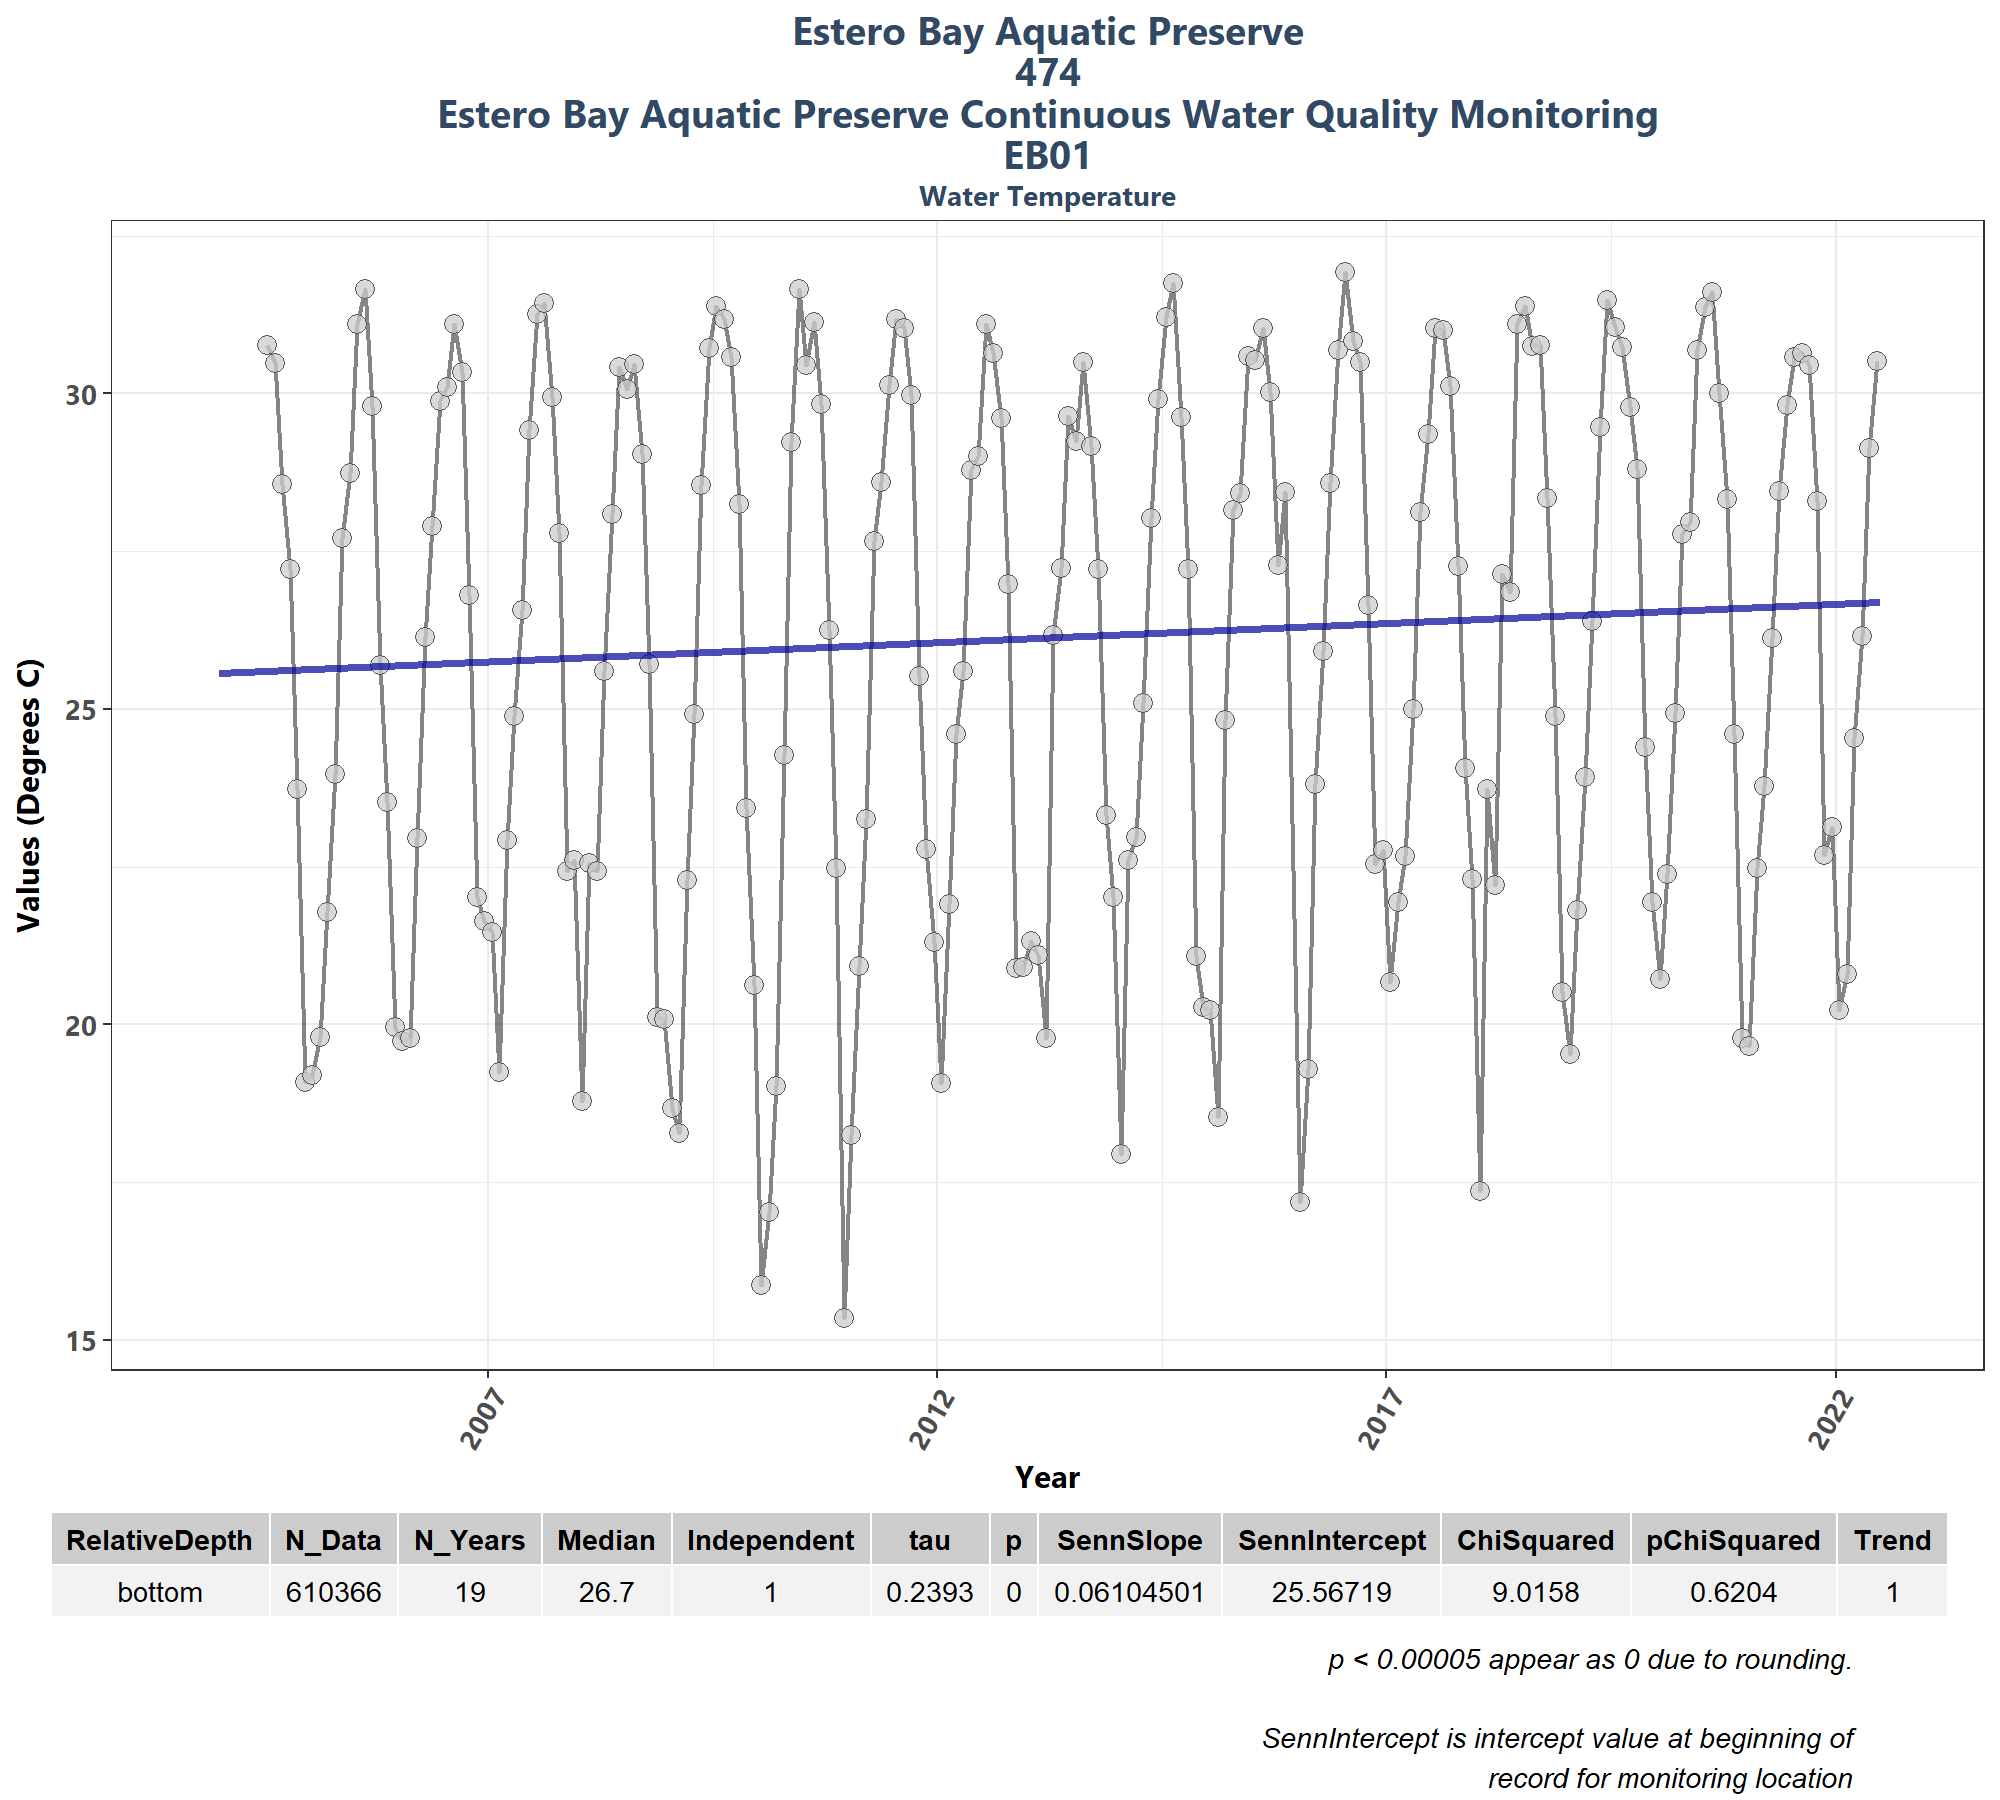 Estero Bay Aquatic Preserve
474
Estero Bay Aquatic Preserve Continuous Water Quality Monitoring
EB01
Water Temperature
Values (Degrees C)
30
25
20
15
2007
2012
2017
2022
Year
RelativeDepth N_Data N_Years Median Independent tau p SennSlope SennIntercept ChiSquared pChiSquared Trend
bottom 610366 19 26.7 1 0.2393 0 0.06104501 25.56719 9.0158 0.6204 1
p < 0.00005 appear as 0 due to rounding.
SennIntercept is intercept value at beginning of
record for monitoring location